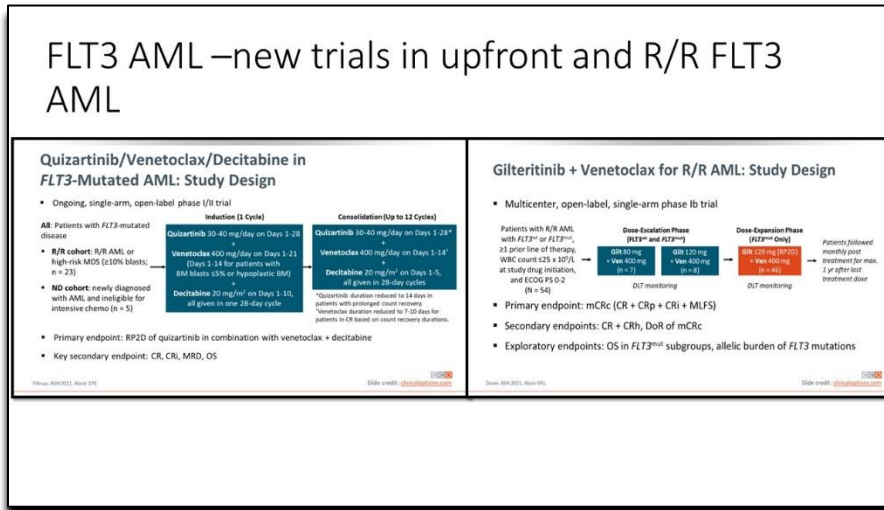 FLT3 AML –new trials in upfront and R/R FLT3
AML
Quizartinib/Venetoclax/Decitabine in
FLT3-Mutated AML: Study Design
▪ Ongoing, single-arm, open-label phase I/II trial
All: Patients with FLT3-mutated
disease
▪ R/R cohort: R/R AML or
high-risk MDS (≥10% blasts;
n = 23)
▪ ND cohort: newly diagnosed
with AML and ineligible for
intensive chemo (n = 5)
Induction (1 Cycle)
Quizartinib 30-40 mg/day on Days 1-28
+
Venetoclax 400 mg/day on Days 1-21
(Days 1-14 for patients with
BM blasts ≤5% or hypoplastic BM)
+
Decitabine 20 mg/m² on Days 1-10,
all given in one 28-day cycle
Consolidation (Up to 12 Cycles)
Quizartinib 30-40 mg/day on Days 1-28*
+
Venetoclax 400 mg/day on Days 1-14†
+
Decitabine 20 mg/m² on Days 1-5,
all given in 28-day cycles
*Quizartinib duration reduced to 14 days in
patients with prolonged count recovery.
†Venetoclax duration reduced to 7-10 days for
patients in CR based on count recovery durations.
▪ Primary endpoint: RP2D of quizartinib in combination with venetoclax + decitabine
▪ Key secondary endpoint: CR, CRi, MRD, OS
Yilmaz. ASH 2021. Abstr 370.
CCO
Slide credit: clinicaloptions.com
Gilteritinib + Venetoclax for R/R AML: Study Design
▪ Multicenter, open-label, single-arm phase Ib trial
Patients with R/R AML
with FLT3ʷᵗ or FLT3ᵐᵘᵗ,
≥1 prior line of therapy,
WBC count ≤25 x 10⁹/L
at study drug initiation,
and ECOG PS 0-2
(N = 54)
Dose-Escalation Phase
(FLT3ʷᵗ and FLT3ᵐᵘᵗ)
Gilt 80 mg
+ Ven 400 mg
(n = 7)
Gilt 120 mg
+ Ven 400 mg
(n = 8)
DLT monitoring
Dose-Expansion Phase
(FLT3ᵐᵘᵗ Only)
Gilt 120 mg (RP2D)
+ Ven 400 mg
(n = 46)
DLT monitoring
Patients followed
monthly post
treatment for max.
1 yr after last
treatment dose
▪ Primary endpoint: mCRc (CR + CRp + CRi + MLFS)
▪ Secondary endpoints: CR + CRh, DoR of mCRc
▪ Exploratory endpoints: OS in FLT3ᵐᵘᵗ subgroups, allelic burden of FLT3 mutations
ASH 2021. Abstr 691.
CCO
Slide credit: clinicaloptions.com